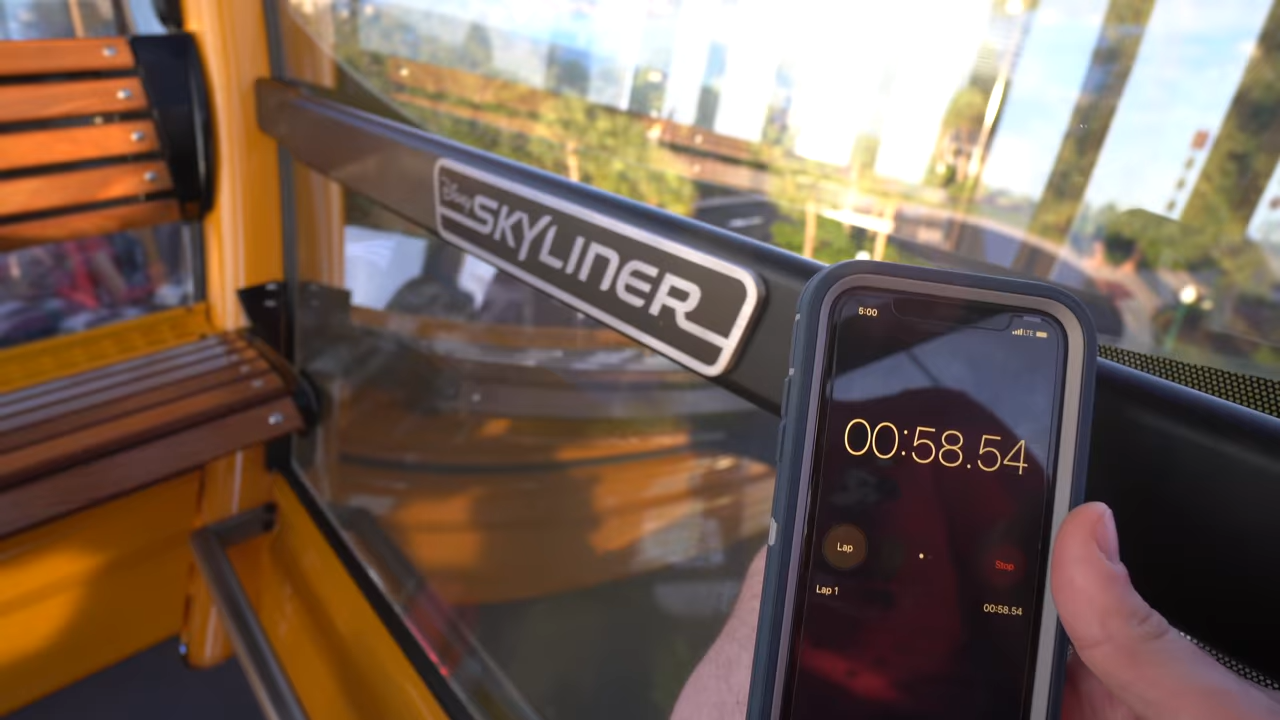 Disney
SKYLINER
5:00
LTE
00:58.54
Lap
Stop
Lap 1
00:58.54